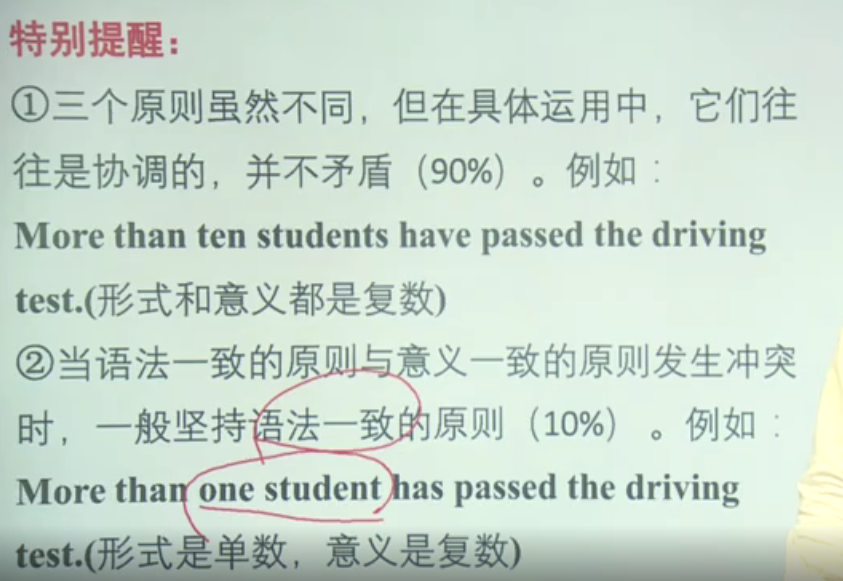 特别提醒：
①三个原则虽然不同，但在具体运用中，它们往
往是协调的，并不矛盾（90%）。例如：
More than ten students have passed the driving
test.(形式和意义都是复数)
②当语法一致的原则与意义一致的原则发生冲突
时，一般坚持语法一致的原则（10%）。例如：
More than one student has passed the driving
test.(形式是单数，意义是复数)